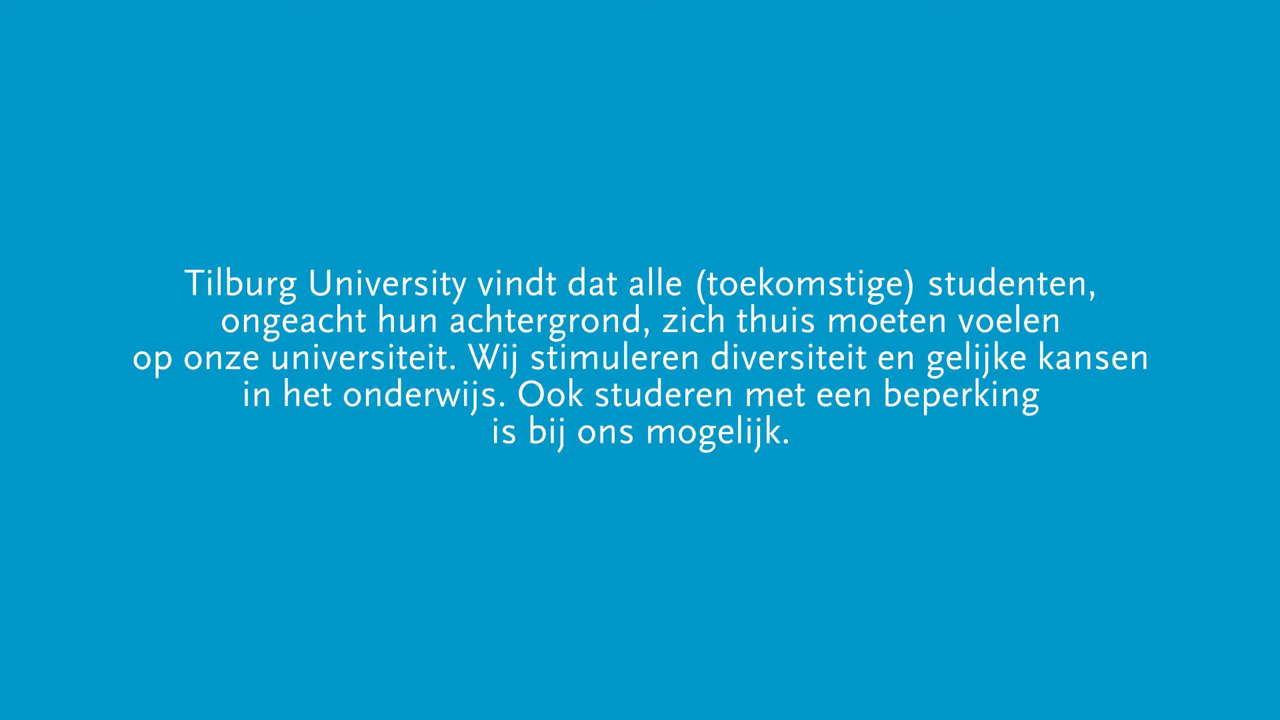 Tilburg University vindt dat alle (toekomstige) studenten,
ongeacht hun achtergrond, zich thuis moeten voelen
op onze universiteit. Wij stimuleren diversiteit en gelijke kansen
in het onderwijs. Ook studeren met een beperking
is bij ons mogelijk.